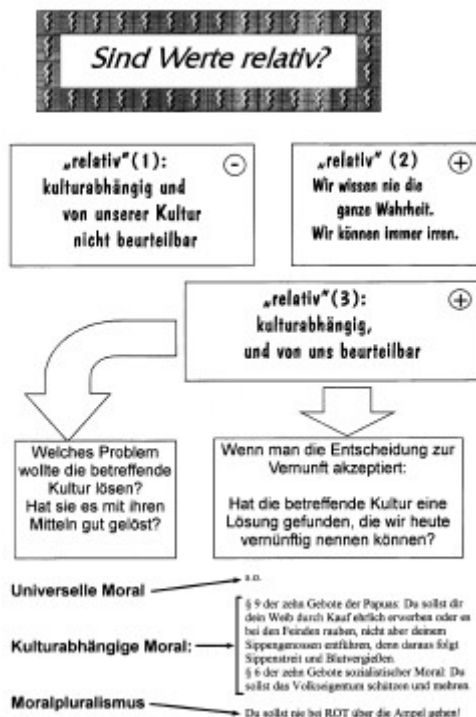 Sind Werte relativ?
„relativ"(1):
kulturabhängig und
von unserer Kultur
nicht beurteilbar
-
„relativ" (2)
Wir wissen nie die
ganze Wahrheit.
Wir können immer irren.
+
„relativ"(3):
kulturabhängig,
und von uns beurteilbar
+
Welches Problem
wollte die betreffende
Kultur lösen?
Hat sie es mit ihren
Mitteln gut gelöst?
Wenn man die Entscheidung zur
Vernunft akzeptiert:
Hat die betreffende Kultur eine
Lösung gefunden, die wir heute
vernünftig nennen können?
Universelle Moral
Kulturabhängige Moral:
§ 9 der zehn Gebote der Papuas: Du sollst dir
dein Weib durch Kauf ehrlich erwerben oder es
bei den Feinden rauben, nicht aber deinem
Sippengenossen entführen, denn daraus folgt
Sippenstreit und Blutvergießen.
§ 6 der zehn Gebote sozialistischer Moral: Du
sollst das Volkseigentum schützen und mehren
Moralpluralismus
Du sollst nie bei ROT über die Ampel gehen!